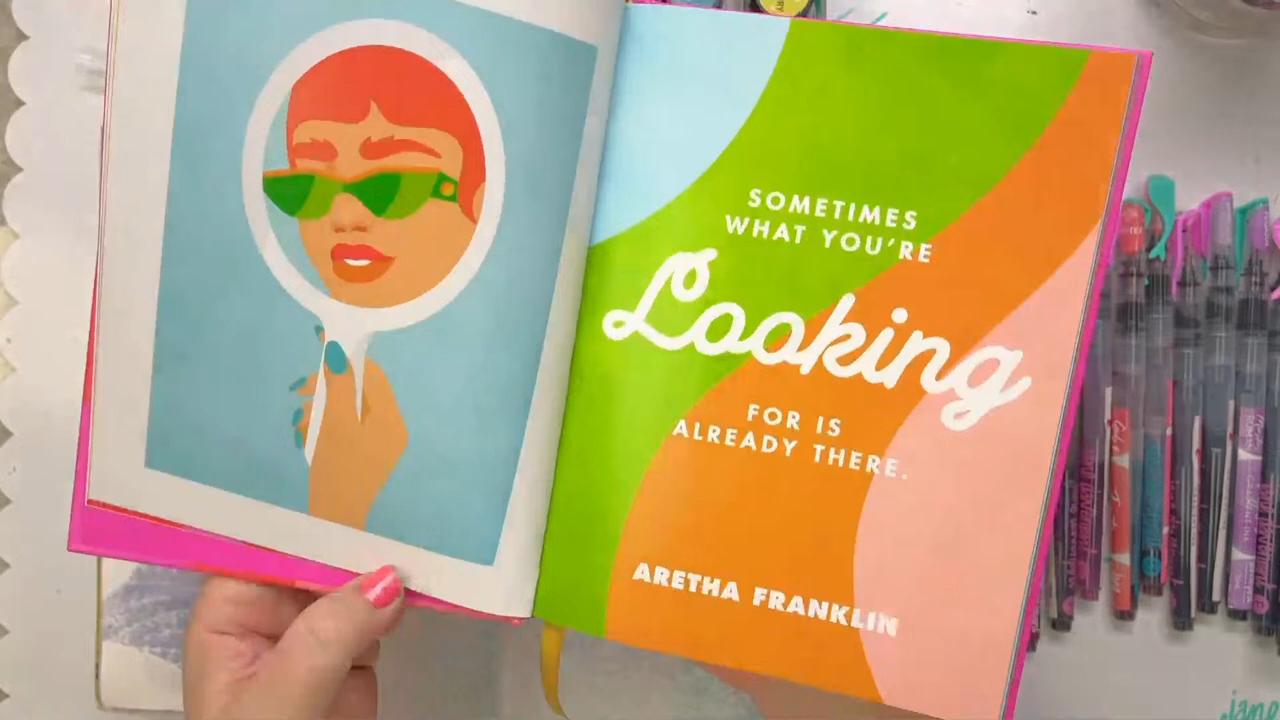 SOMETIMES
WHAT YOU'RE
Looking
FOR IS
ALREADY THERE.
ARETHA FRANKLIN